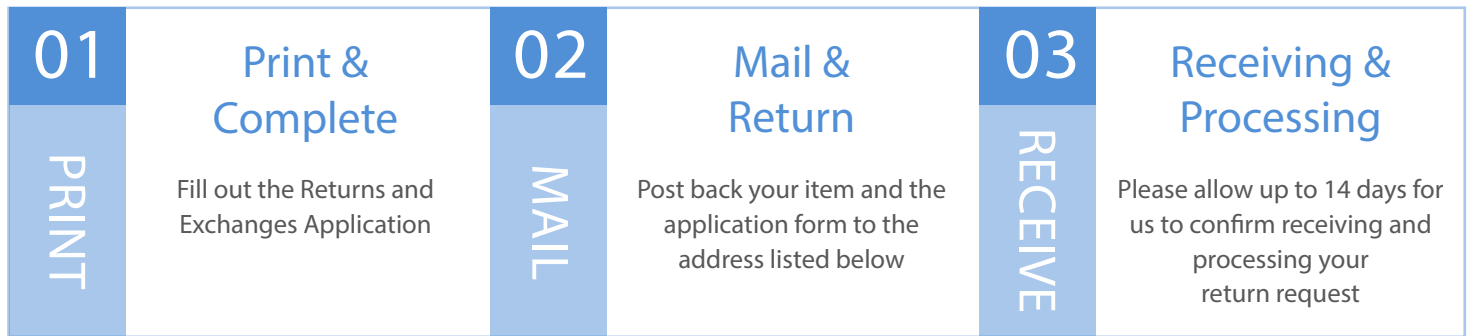 01
PRINT
Print &
Complete
Fill out the Returns and
Exchanges Application
02
MAIL
Mail &
Return
Post back your item and the
application form to the
address listed below
03
RECEIVE
Receiving &
Processing
Please allow up to 14 days for
us to confirm receiving and
processing your
return request